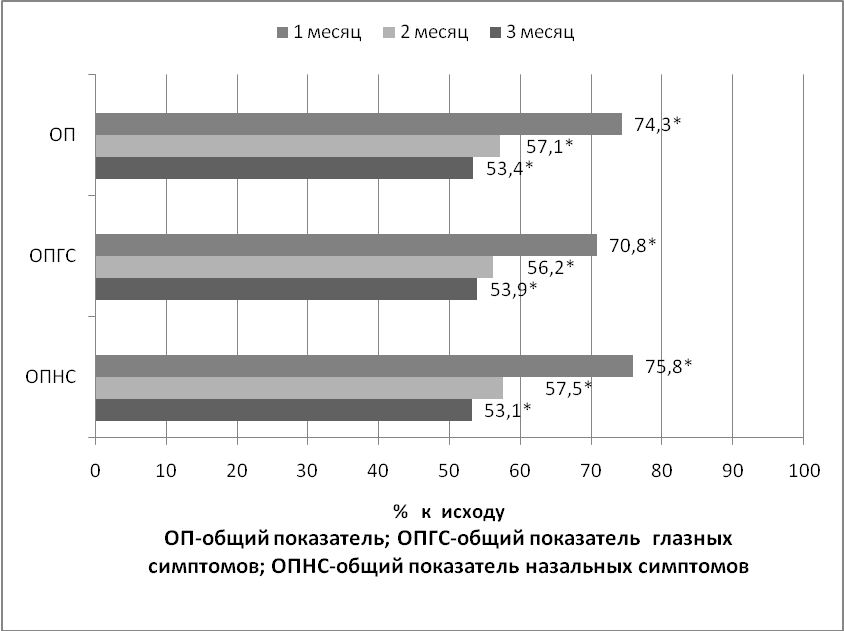 1 месяц 2 месяц 3 месяц
ОП
74,3*
57,1*
53,4*
ОПГС
70,8*
56,2*
53,9*
ОПНС
75,8*
57,5*
53,1*
0 10 20 30 40 50 60 70 80 90 100
% к исходу
ОП-общий показатель; ОПГС-общий показатель глазных
симптомов; ОПНС-общий показатель назальных симптомов